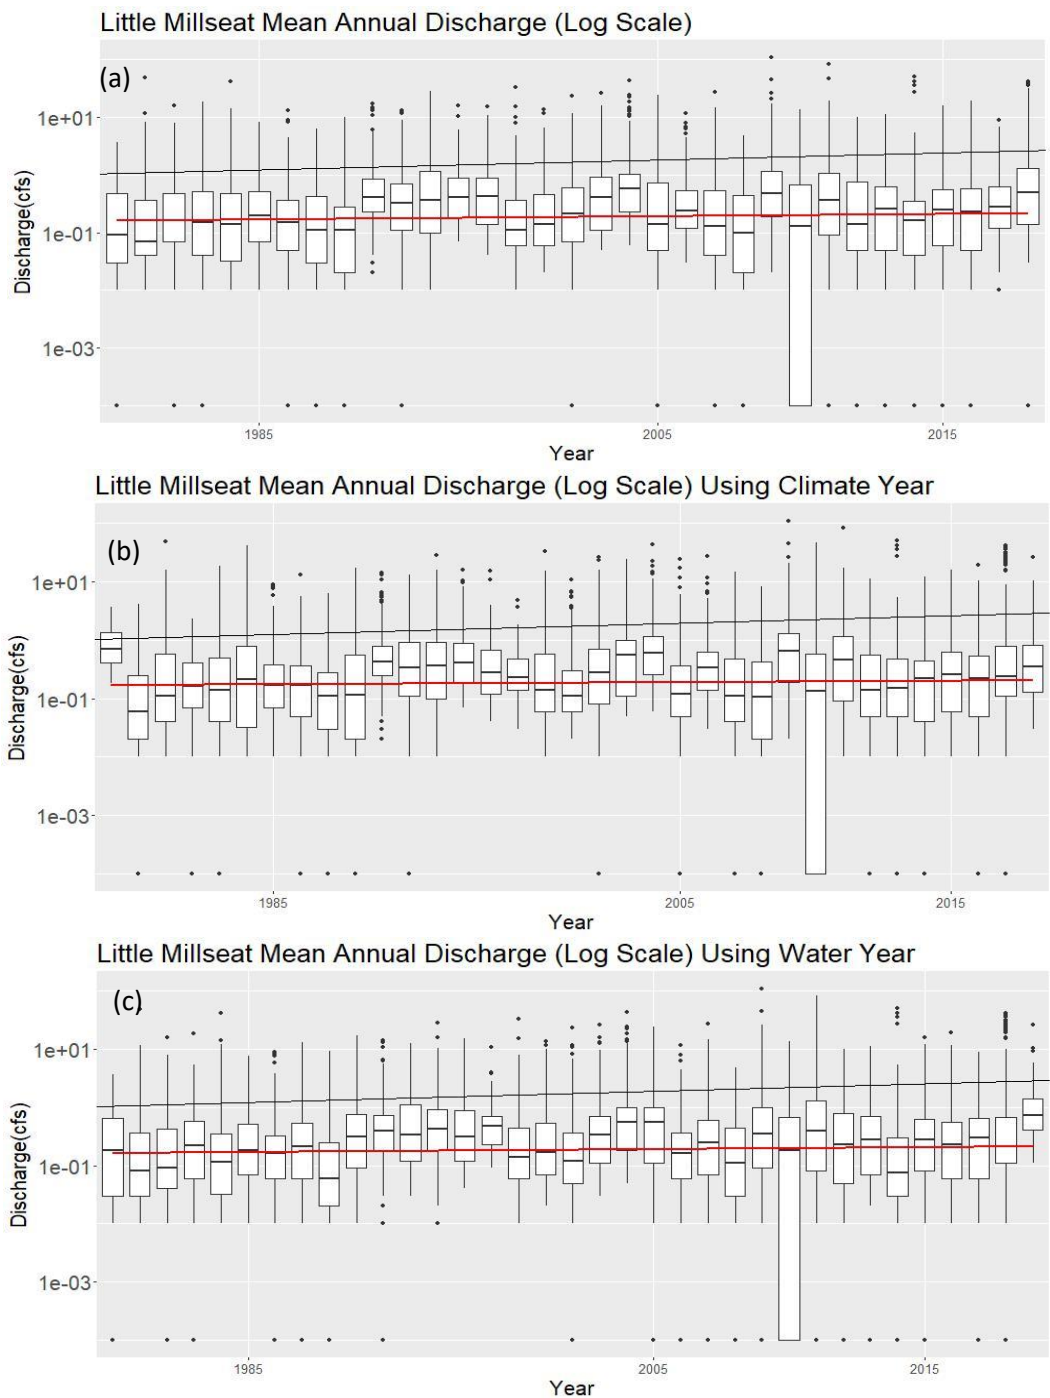 Little Millseat Mean Annual Discharge (Log Scale)
(a)
1e+01
1e-01
1e-03
Discharge(cfs)
1985
2005
2015
Year
Little Millseat Mean Annual Discharge (Log Scale) Using Climate Year
(b)
1e+01
1e-01
1e-03
Discharge(cfs)
1985
2005
2015
Year
Little Millseat Mean Annual Discharge (Log Scale) Using Water Year
(c)
1e+01
1e-01
1e-03
Discharge(cfs)
1985
2005
2015
Year